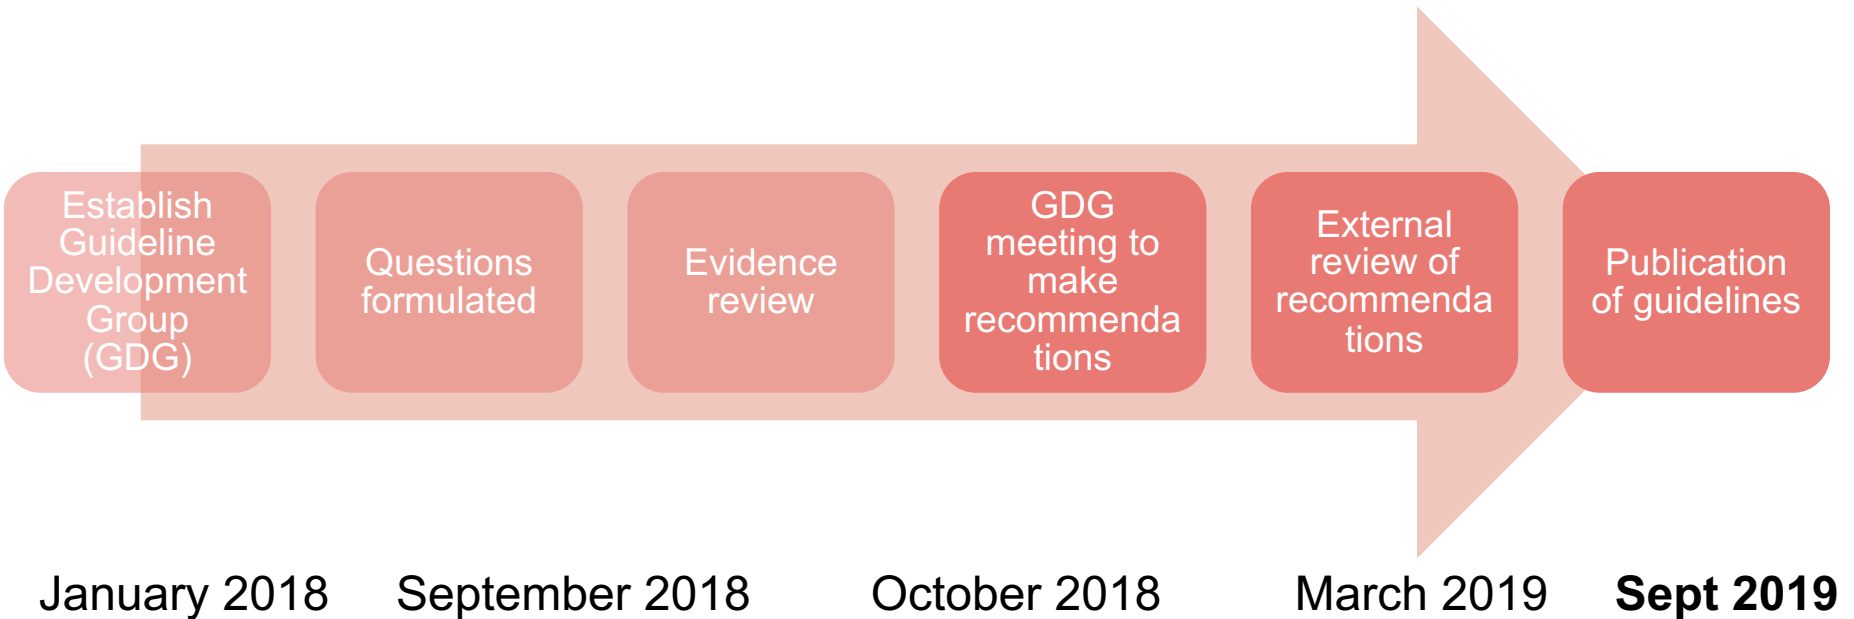 Establish
Guideline
Development
Group
(GDG)
Questions
formulated
Evidence
review
GDG
meeting to
make
recommenda
tions
External
review of
recommenda
tions
Publication
of guidelines
January 2018
September 2018
October 2018
March 2019
Sept 2019